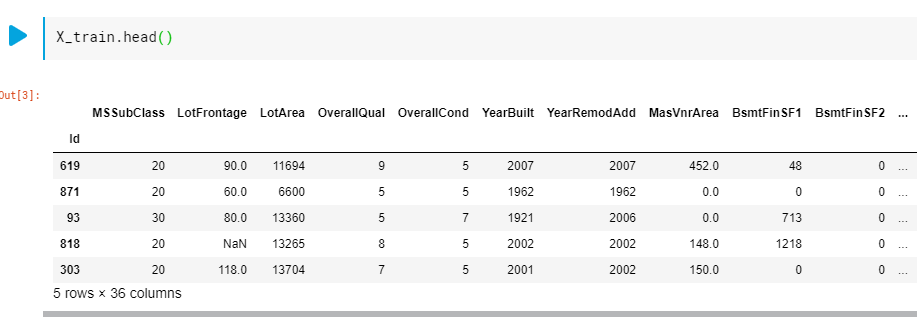 X_train.head()
Out[3]:
MSSubClass LotFrontage LotArea OverallQual OverallCond YearBuilt YearRemodAdd MasVnrArea BsmtFinSF1 BsmtFinSF2 ...
Id
619 20 90.0 11694 9 5 2007 2007 452.0 48 0 ...
871 20 60.0 6600 5 5 1962 1962 0.0 0 0 ...
93 30 80.0 13360 5 7 1921 2006 0.0 713 0 ...
818 20 NaN 13265 8 5 2002 2002 148.0 1218 0 ...
303 20 118.0 13704 7 5 2001 2002 150.0 0 0 ...
5 rows × 36 columns